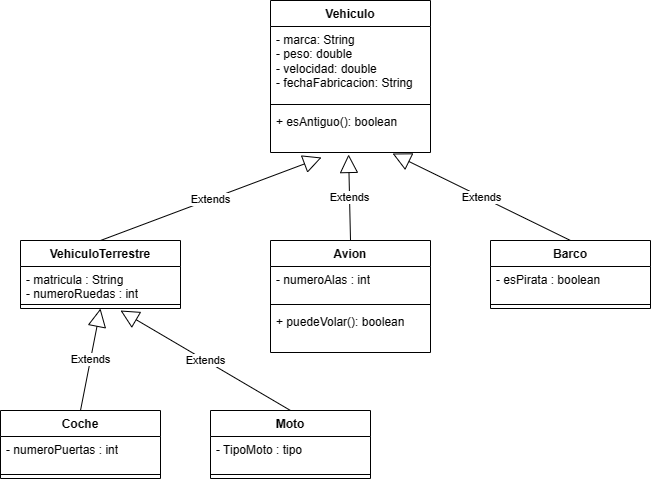 Vehiculo
- marca: String
- peso: double
- velocidad: double
- fechaFabricacion: String
+ esAntiguo(): boolean
Extends
Extends
Extends
VehiculoTerrestre
- matricula : String
- numeroRuedas : int
Avion
- numeroAlas : int
+ puedeVolar(): boolean
Barco
- esPirata : boolean
Extends
Extends
Coche
- numeroPuertas : int
Moto
- TipoMoto : tipo